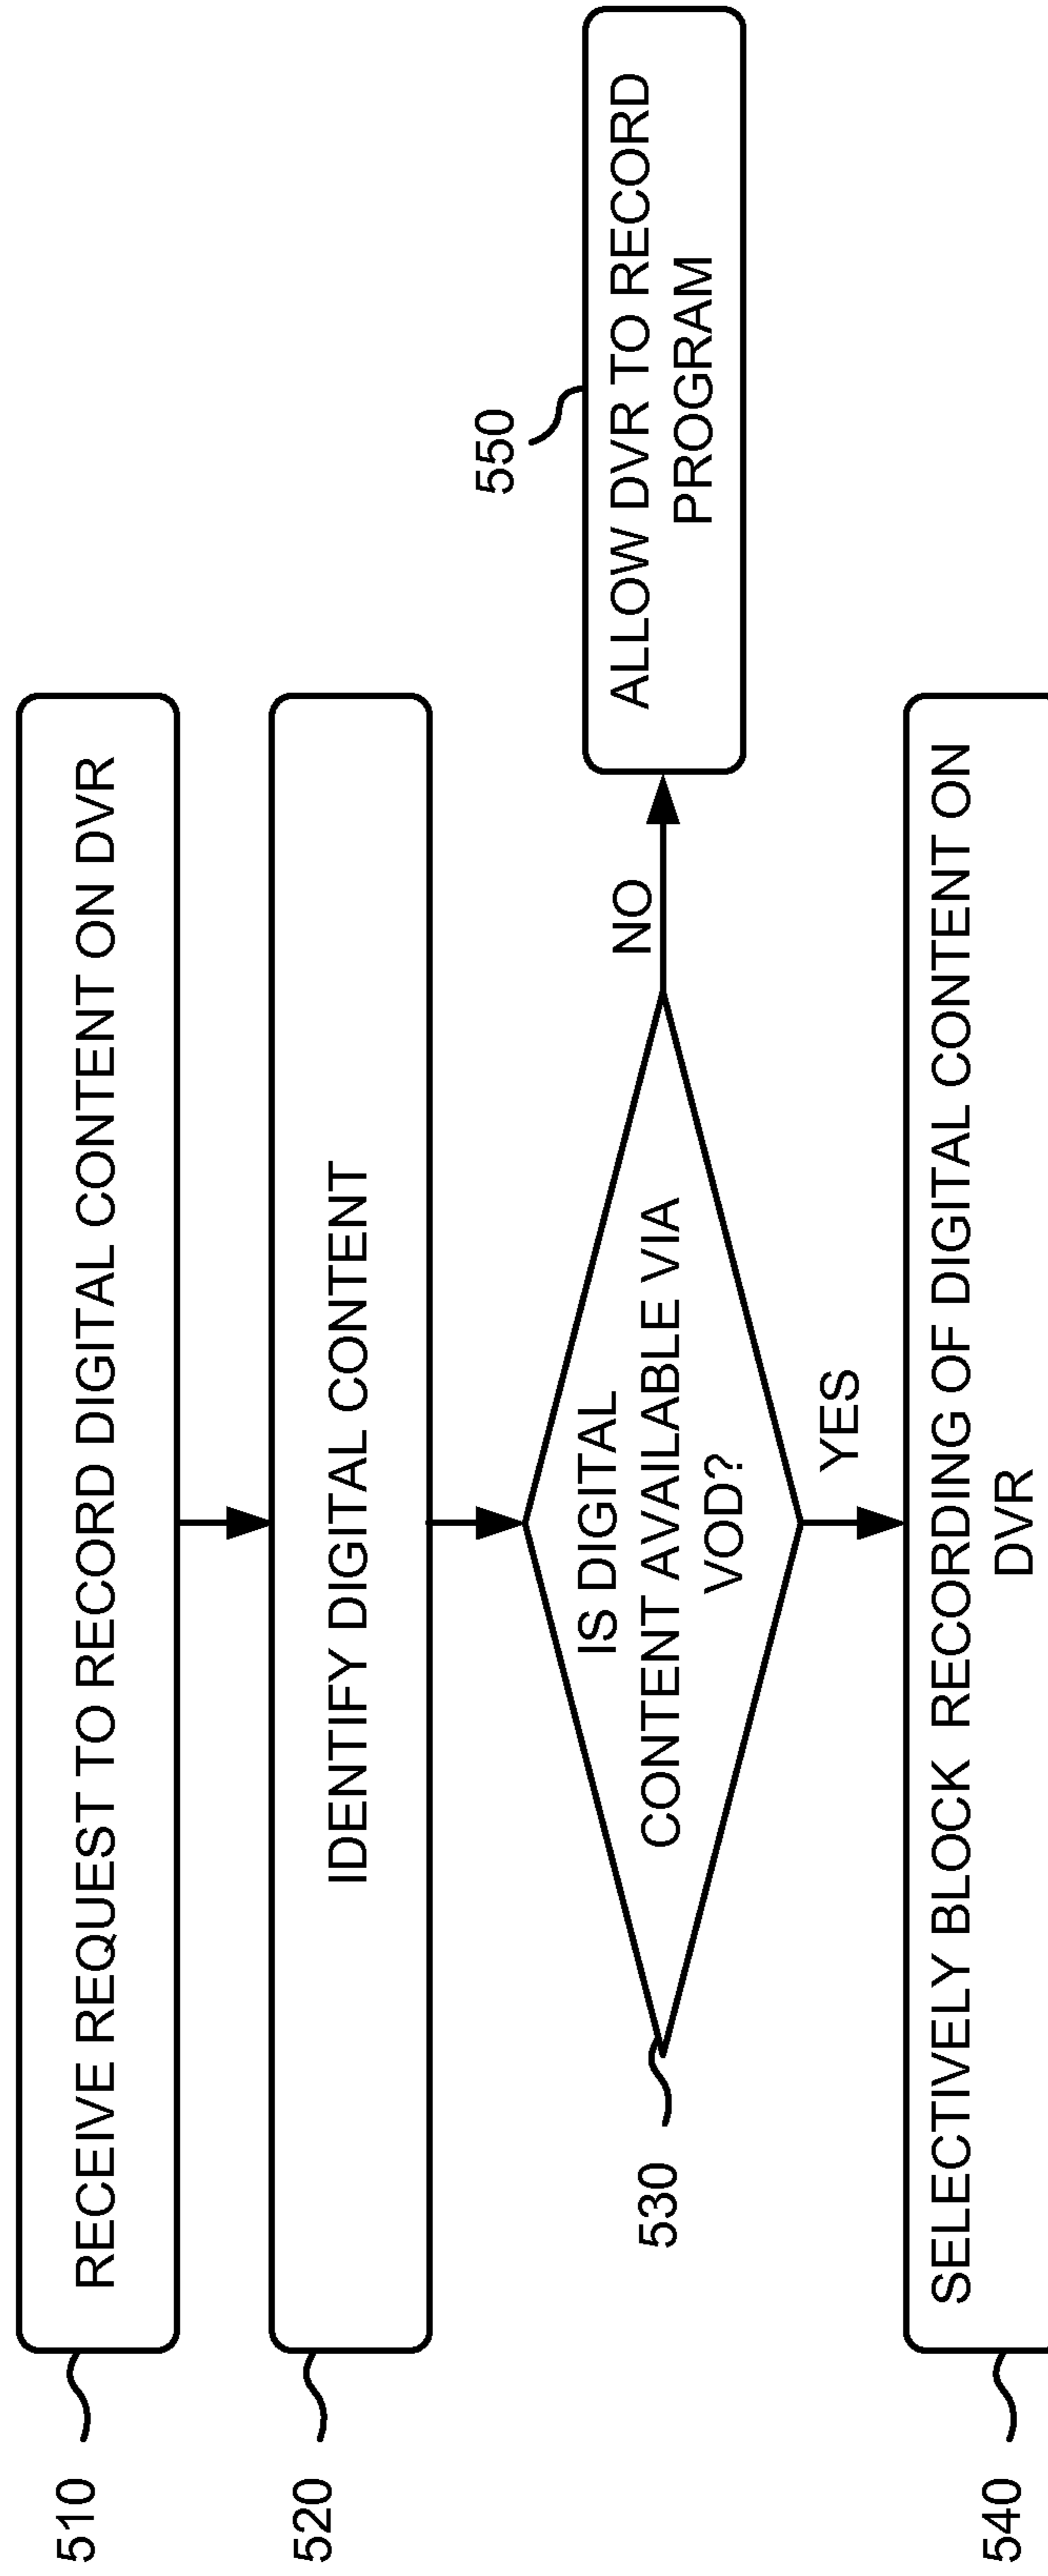 510
RECEIVE REQUEST TO RECORD DIGITAL CONTENT ON DVR
520
IDENTIFY DIGITAL CONTENT
530
IS DIGITAL
CONTENT AVAILABLE VIA
VOD?
NO
550
ALLOW DVR TO RECORD
PROGRAM
YES
540
SELECTIVELY BLOCK RECORDING OF DIGITAL CONTENT ON
DVR